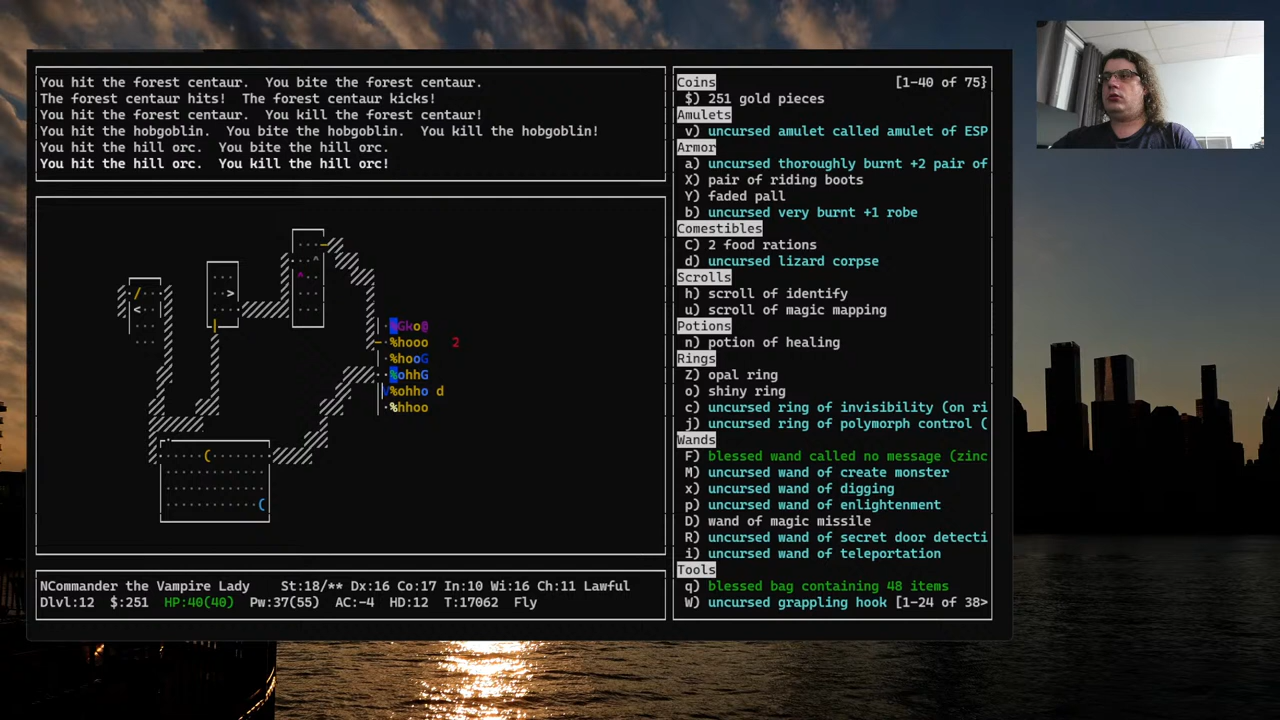 You hit the forest centaur.  You bite the forest centaur.
The forest centaur hits!  The forest centaur kicks!
You hit the forest centaur.  You kill the forest centaur!
You hit the hobgoblin.  You bite the hobgoblin.  You kill the hobgoblin!
You hit the hill orc.  You bite the hill orc.
You hit the hill orc.  You kill the hill orc!
%Gko@
%hooo   2
%hooG
%ohhG
V%ohho d
%hhoo
NCommander the Vampire Lady    St:18/** Dx:16 Co:17 In:10 Wi:16 Ch:11 Lawful
Dlvl:12  $:251  HP:40(40)  Pw:37(55)  AC:-4  HD:12  T:17062  Fly
Coins [1-40 of 75}
$) 251 gold pieces
Amulets
v) uncursed amulet called amulet of ESP
Armor
a) uncursed thoroughly burnt +2 pair of
X) pair of riding boots
Y) faded pall
b) uncursed very burnt +1 robe
Comestibles
C) 2 food rations
d) uncursed lizard corpse
Scrolls
h) scroll of identify
u) scroll of magic mapping
Potions
n) potion of healing
Rings
Z) opal ring
o) shiny ring
c) uncursed ring of invisibility (on ri
j) uncursed ring of polymorph control (
Wands
F) blessed wand called no message (zinc
M) uncursed wand of create monster
x) uncursed wand of digging
p) uncursed wand of enlightenment
D) wand of magic missile
R) uncursed wand of secret door detecti
i) uncursed wand of teleportation
Tools
q) blessed bag containing 48 items
W) uncursed grappling hook [1-24 of 38>